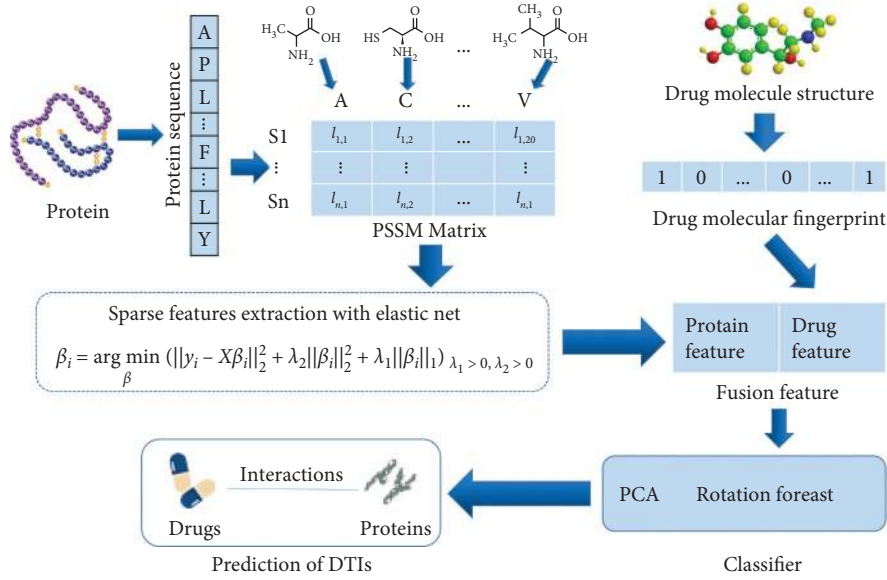 Protein
Protein sequence
A
P
L
⋮
F
⋮
L
Y
CH₃
O
OH
NH₂
HS
O
OH
NH₂
...
CH₃
H₃C
O
OH
NH₂
A C ... V
S1 l1,1 l1,2 ... l1,20
⋮ ⋮ ⋮ ⋮
Sn ln,1 ln,2 ... ln,1
PSSM Matrix
Drug molecule structure
1 0 ... 0 ... 1
Drug molecular fingerprint
Sparse features extraction with elastic net
βi = arg min (||yi – Xβi||₂² + λ₂||βi||₂² + λ₁||βi||₁) λ₁ > 0, λ₂ > 0
β
Protain
feature
Drug
feature
Fusion feature
PCA Rotation foreast
Classifier
Interactions
Drugs
Proteins
Prediction of DTIs